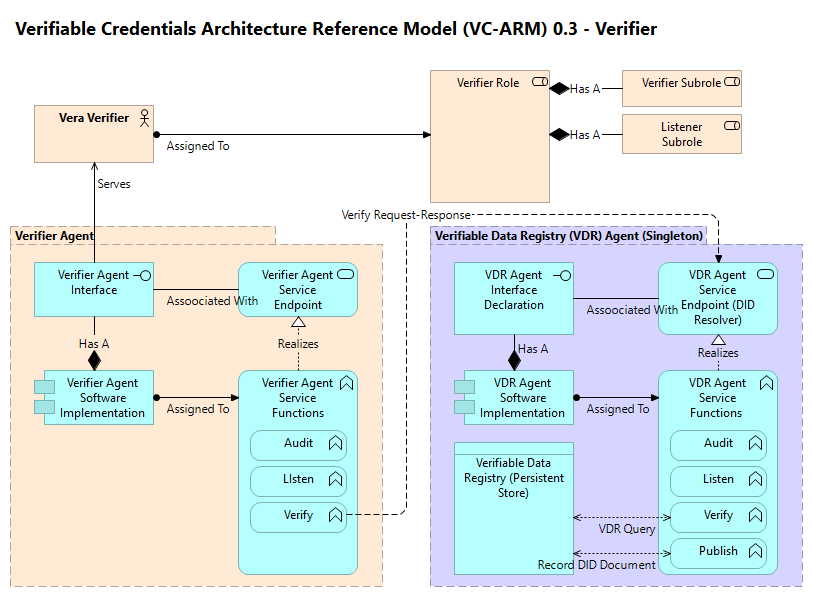 Verifiable Credentials Architecture Reference Model (VC-ARM) 0.3 - Verifier
Vera Verifier
Assigned To
Verifier Role
Has A
Verifier Subrole
Has A
Listener
Subrole
Serves
Verify Request-Response
Verifier Agent
Verifier Agent
Interface
Assoociated With
Verifier Agent
Service
Endpoint
Has A
Realizes
Verifier Agent
Software
Implementation
Assigned To
Verifier Agent
Service
Functions
Audit
LIsten
Verify
Verifiable Data Registry (VDR) Agent (Singleton)
VDR Agent
Interface
Declaration
Assoociated With
VDR Agent
Service
Endpoint (DID
Resolver)
Has A
Realizes
VDR Agent
Software
Implementation
Assigned To
VDR Agent
Service
Functions
Audit
Listen
Verify
Publish
Verifiable Data
Registry (Persistent
Store)
VDR Query
Record DID Document